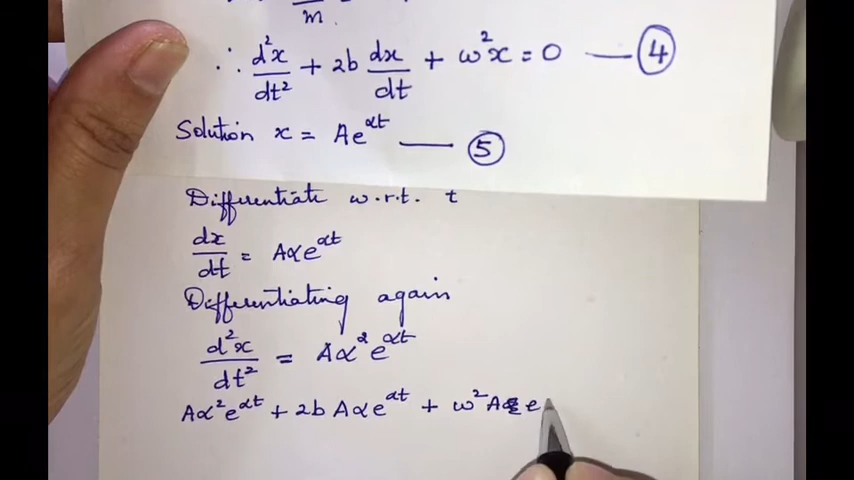 m.
∴ d²x/dt² + 2b dx/dt + ω²x = 0 — ④
Solution x = Ae^αt — ⑤
Differentiate w.r.t. t
dx/dt = Aαe^αt
Differentiating again
d²x/dt² = Aα²e^αt
Aα²e^αt + 2b Aαe^αt + ω²A e